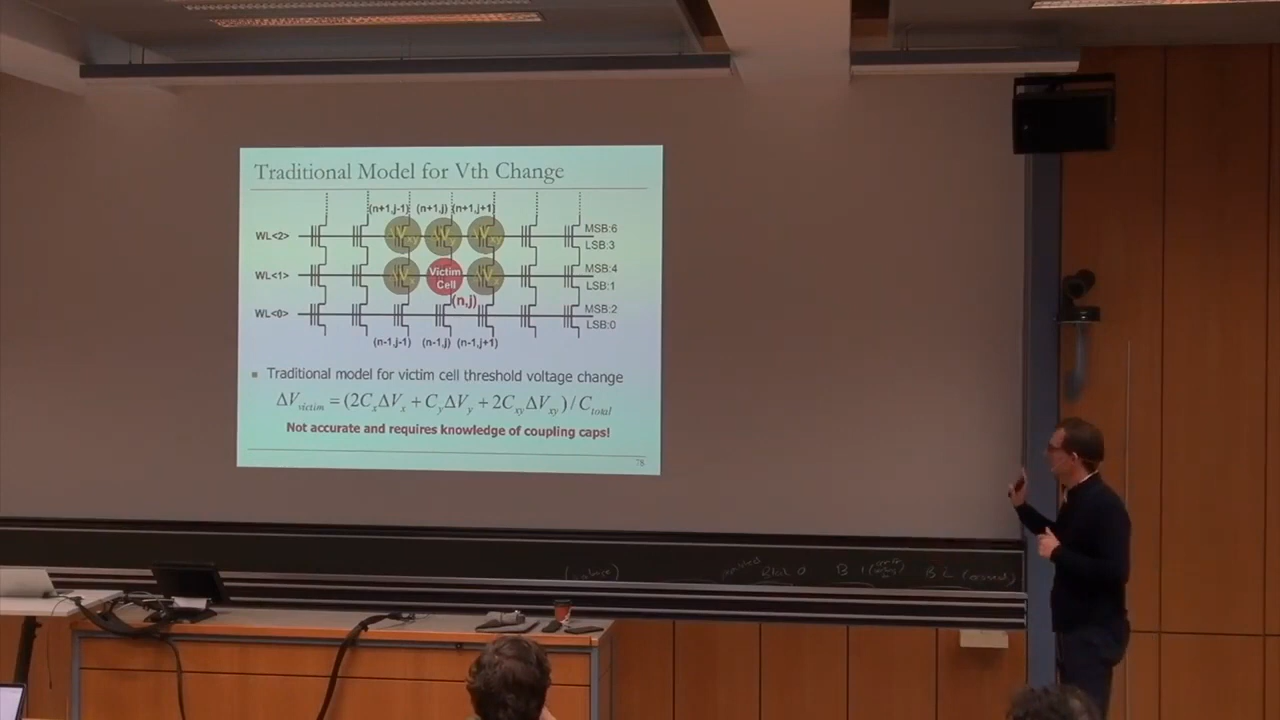 Traditional Model for Vth Change
(n+1,j-1) (n+1,j) (n+1,j+1)
WL<2>
MSB:6
LSB:3
WL<1>
Victim
Cell
MSB:4
LSB:1
(n,j)
WL<0>
MSB:2
LSB:0
(n-1,j-1) (n-1,j) (n-1,j+1)
▪ Traditional model for victim cell threshold voltage change
ΔV_victim = (2C_xΔV_x + C_yΔV_y + 2C_xyΔV_xy) / C_total
Not accurate and requires knowledge of coupling caps!
78